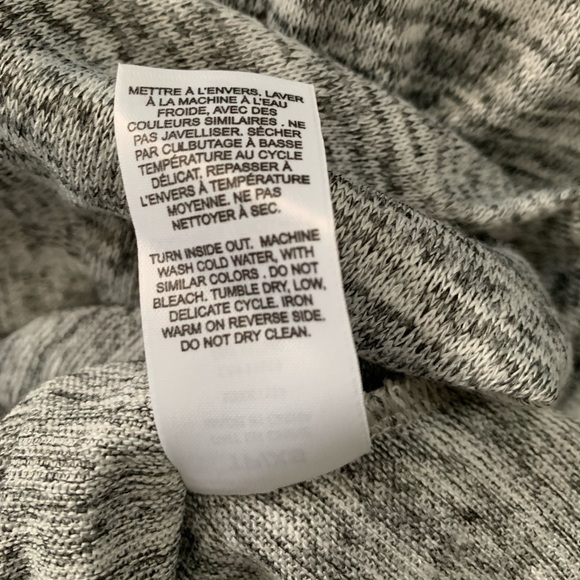 METTRE À L'ENVERS. LAVER
À LA MACHINE À L'EAU
FROIDE, AVEC DES
COULEURS SIMILAIRES . NE
PAS JAVELLISER. SÉCHER
PAR CULBUTAGE À BASSE
TEMPÉRATURE AU CYCLE
DÉLICAT, REPASSER À
L'ENVERS À TEMPÉRATURE
MOYENNE. NE PAS
NETTOYER À SEC.
TURN INSIDE OUT. MACHINE
WASH COLD WATER, WITH
SIMILAR COLORS . DO NOT
BLEACH. TUMBLE DRY, LOW,
DELICATE CYCLE. IRON
WARM ON REVERSE SIDE.
DO NOT DRY CLEAN.